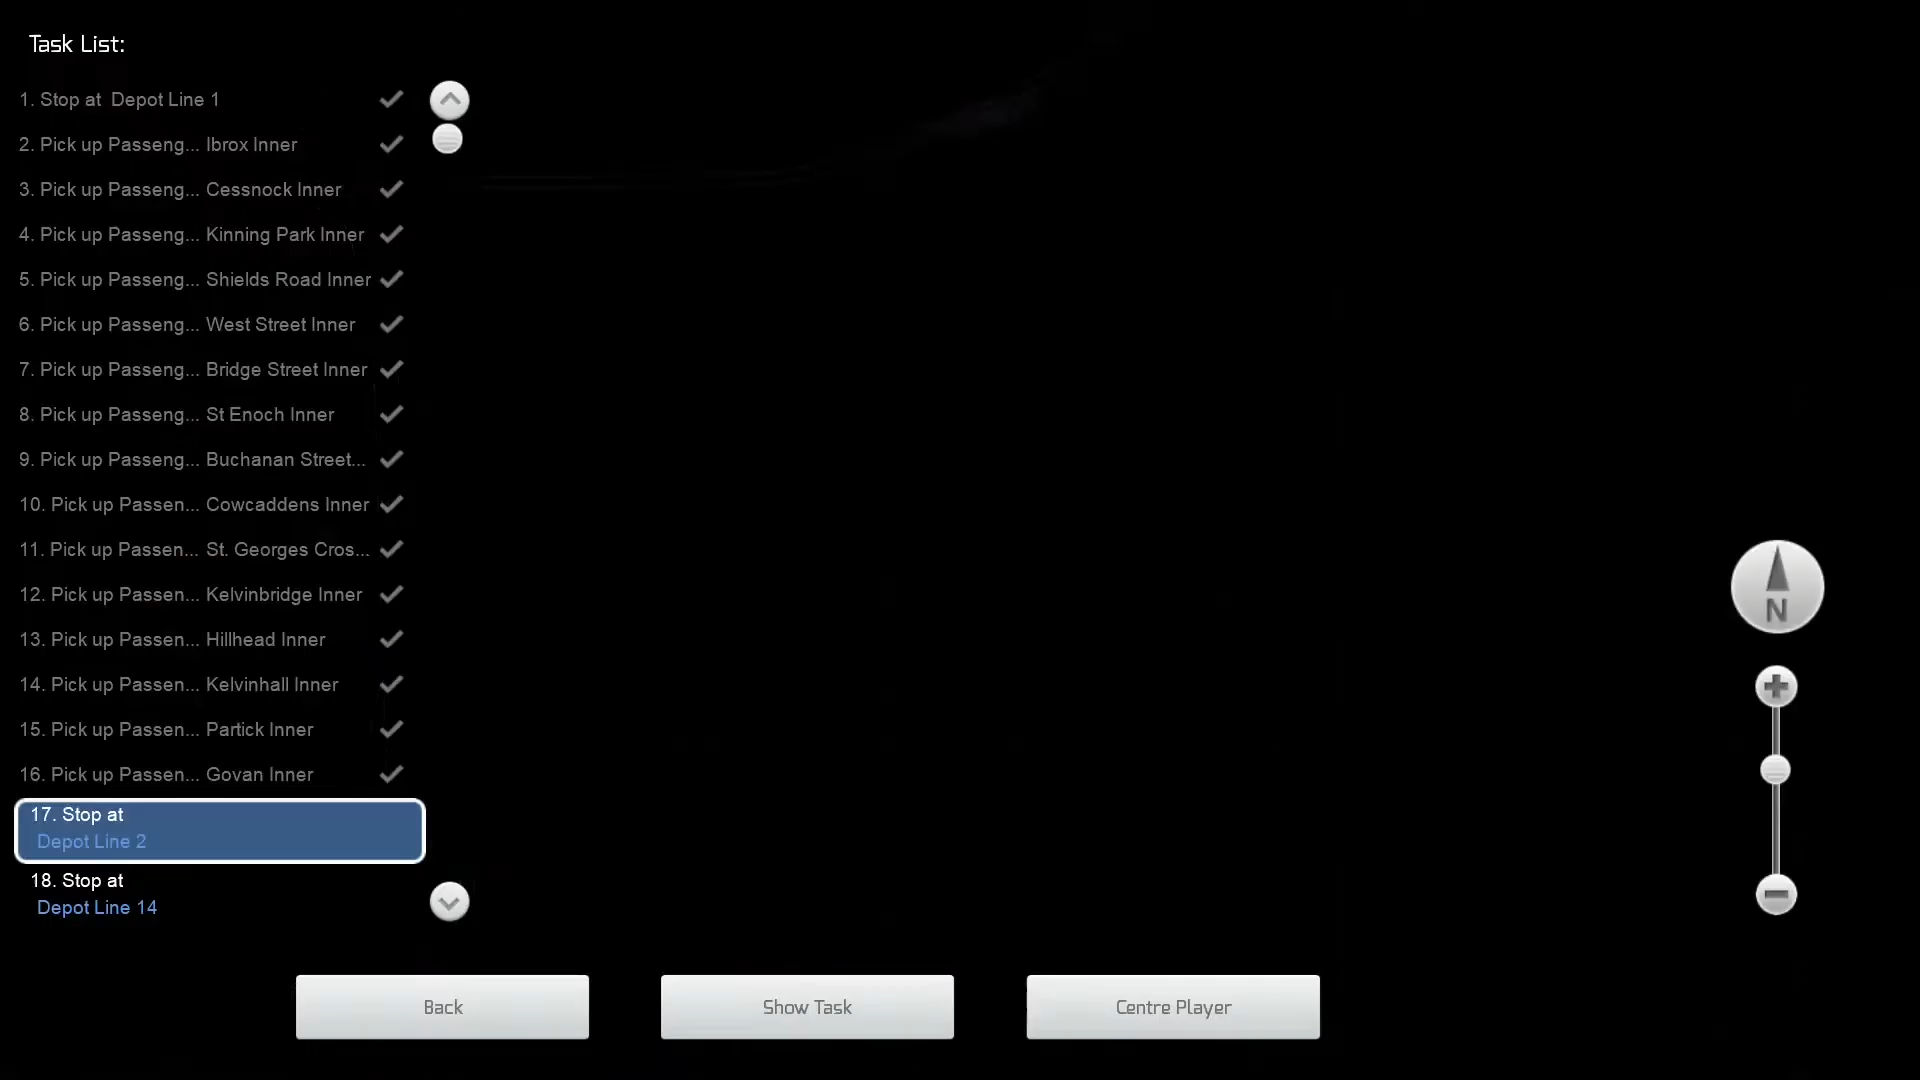 Task List:
1. Stop at  Depot Line 1
2. Pick up Passeng... Ibrox Inner
3. Pick up Passeng... Cessnock Inner
4. Pick up Passeng... Kinning Park Inner
5. Pick up Passeng... Shields Road Inner
6. Pick up Passeng... West Street Inner
7. Pick up Passeng... Bridge Street Inner
8. Pick up Passeng... St Enoch Inner
9. Pick up Passeng... Buchanan Street...
10. Pick up Passen... Cowcaddens Inner
11. Pick up Passen... St. Georges Cros...
12. Pick up Passen... Kelvinbridge Inner
13. Pick up Passen... Hillhead Inner
14. Pick up Passen... Kelvinhall Inner
15. Pick up Passen... Partick Inner
16. Pick up Passen... Govan Inner
17. Stop at
Depot Line 2
18. Stop at
Depot Line 14
N
Back
Show Task
Centre Player